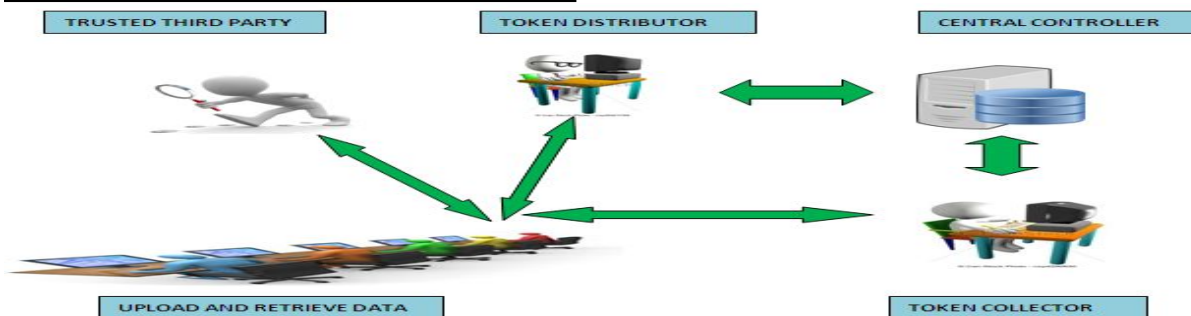 TRUSTED THIRD PARTY
TOKEN DISTRIBUTOR
CENTRAL CONTROLLER
UPLOAD AND RETRIEVE DATA
TOKEN COLLECTOR